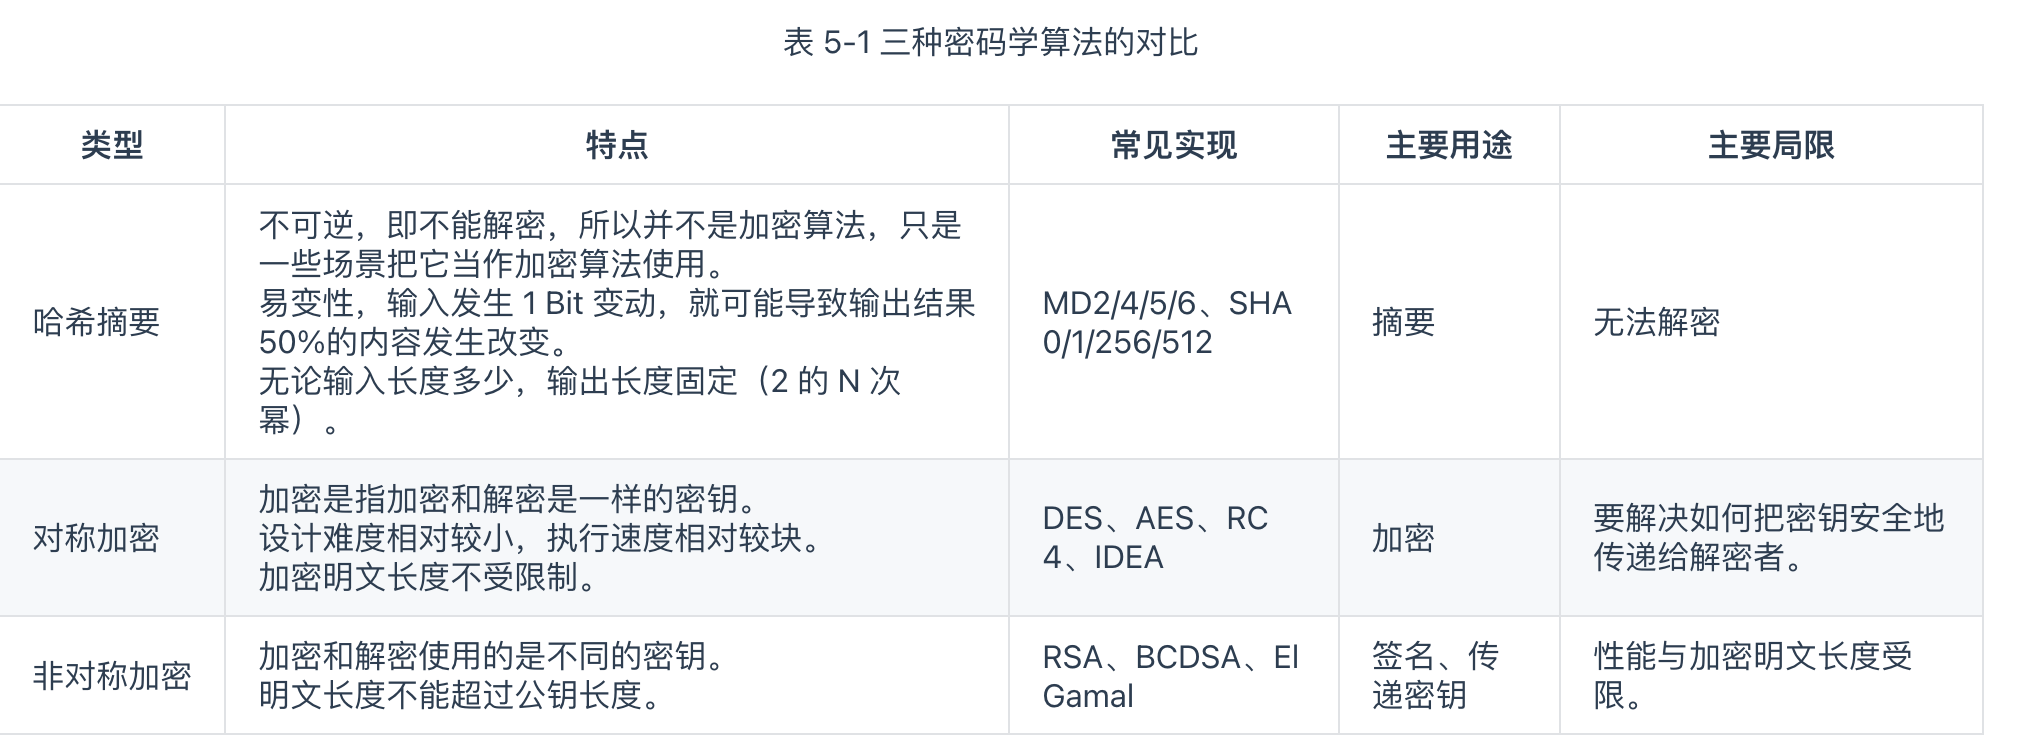 表 5-1 三种密码学算法的对比
类型
特点
常见实现
主要用途
主要局限
哈希摘要
不可逆，即不能解密，所以并不是加密算法，只是
一些场景把它当作加密算法使用。
易变性，输入发生 1 Bit 变动，就可能导致输出结果
50%的内容发生改变。
无论输入长度多少，输出长度固定（2 的 N 次
幂）。
MD2/4/5/6、SHA
0/1/256/512
摘要
无法解密
对称加密
加密是指加密和解密是一样的密钥。
设计难度相对较小，执行速度相对较块。
加密明文长度不受限制。
DES、AES、RC
4、IDEA
加密
要解决如何把密钥安全地
传递给解密者。
非对称加密
加密和解密使用的是不同的密钥。
明文长度不能超过公钥长度。
RSA、BCDSA、El
Gamal
签名、传
递密钥
性能与加密明文长度受
限。